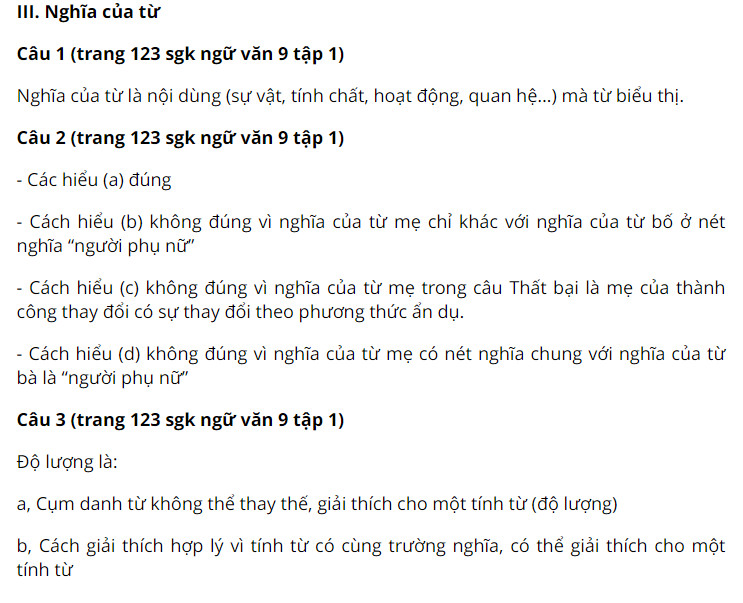 III. Nghĩa của từ
Câu 1 (trang 123 sgk ngữ văn 9 tập 1)
Nghĩa của từ là nội dùng (sự vật, tính chất, hoạt động, quan hệ...) mà từ biểu thị.
Câu 2 (trang 123 sgk ngữ văn 9 tập 1)
- Các hiểu (a) đúng
- Cách hiểu (b) không đúng vì nghĩa của từ mẹ chỉ khác với nghĩa của từ bố ở nét
nghĩa “người phụ nữ”
- Cách hiểu (c) không đúng vì nghĩa của từ mẹ trong câu Thất bại là mẹ của thành
công thay đổi có sự thay đổi theo phương thức ẩn dụ.
- Cách hiểu (d) không đúng vì nghĩa của từ mẹ có nét nghĩa chung với nghĩa của từ
bà là “người phụ nữ”
Câu 3 (trang 123 sgk ngữ văn 9 tập 1)
Độ lượng là:
a, Cụm danh từ không thể thay thế, giải thích cho một tính từ (độ lượng)
b, Cách giải thích hợp lý vì tính từ có cùng trường nghĩa, có thể giải thích cho một
tính từ